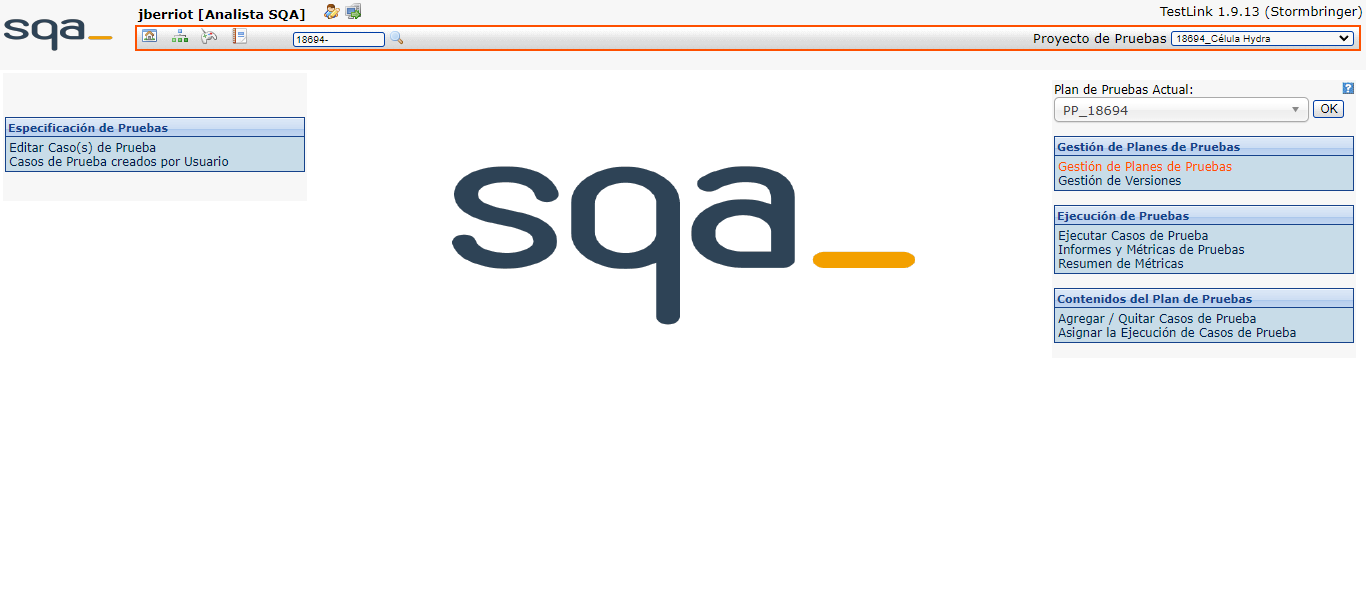 sqa_
jberriot [Analista SQA]
TestLink 1.9.13 (Stormbringer)
18694-
Proyecto de Pruebas 18694_Célula Hydra
Especificación de Pruebas
Editar Caso(s) de Prueba
Casos de Prueba creados por Usuario
sqa_
Plan de Pruebas Actual:
?
PP_18694
OK
Gestión de Planes de Pruebas
Gestión de Planes de Pruebas
Gestión de Versiones
Ejecución de Pruebas
Ejecutar Casos de Prueba
Informes y Métricas de Pruebas
Resumen de Métricas
Contenidos del Plan de Pruebas
Agregar / Quitar Casos de Prueba
Asignar la Ejecución de Casos de Prueba